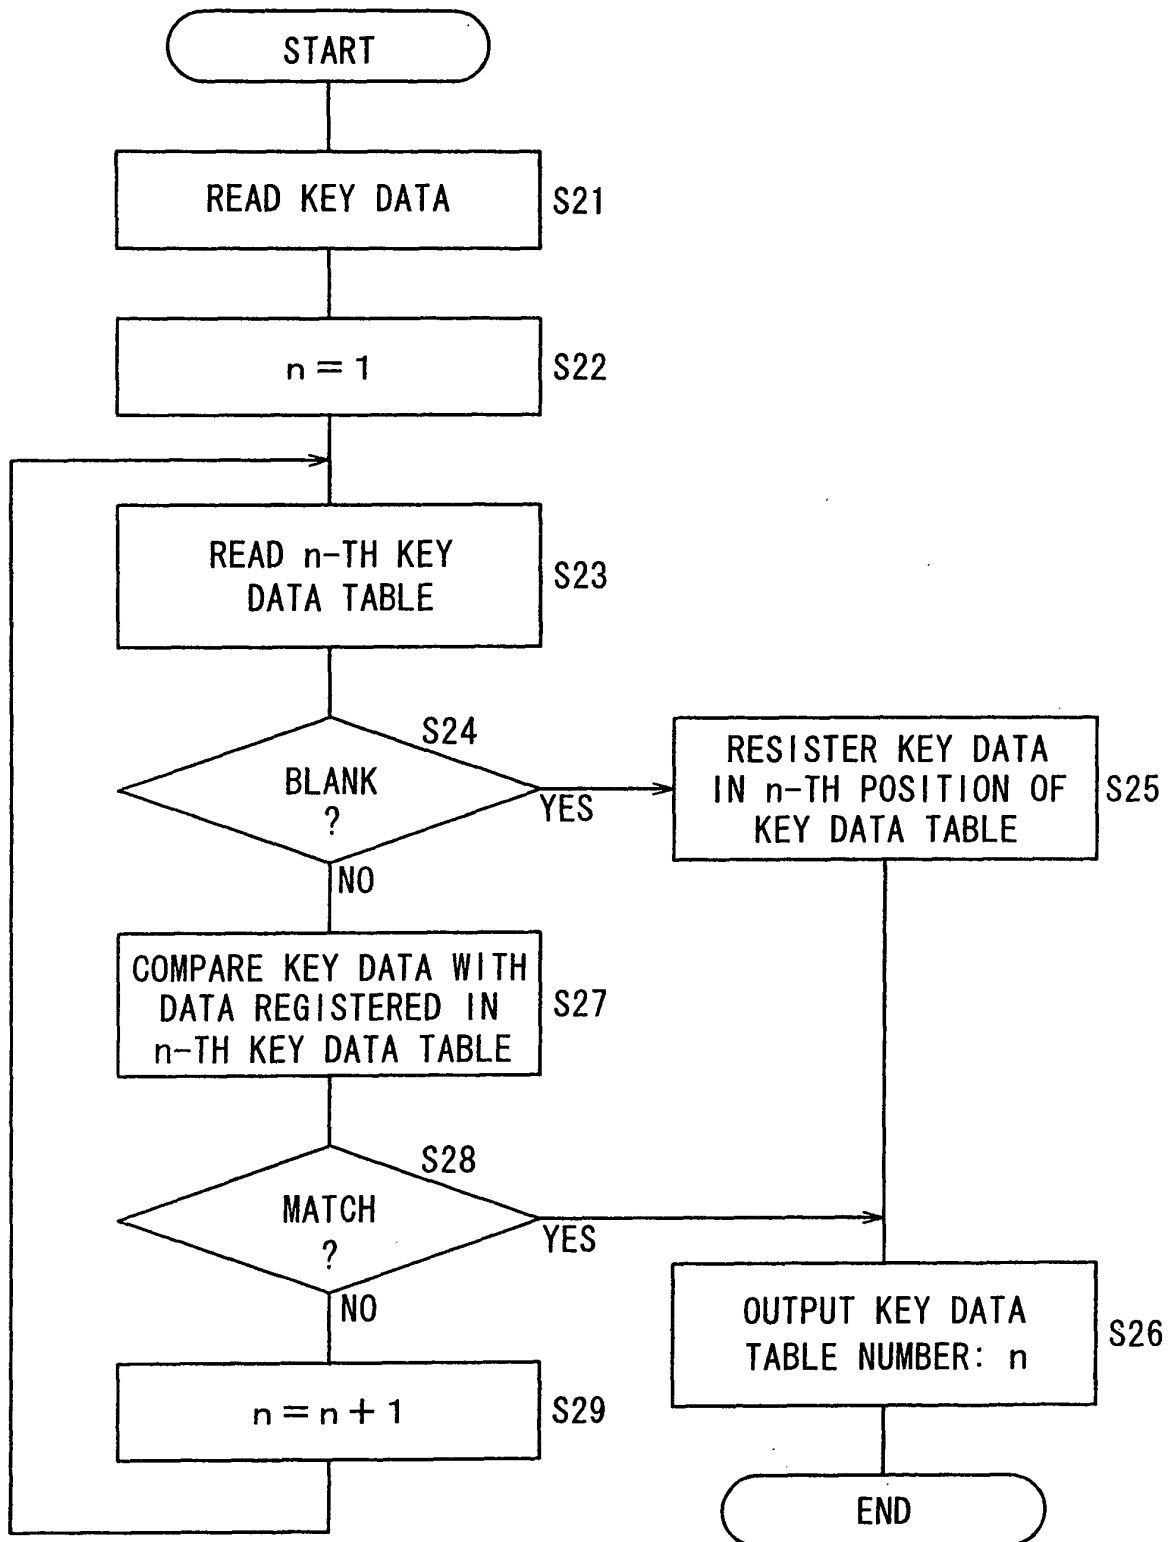 START
READ KEY DATA
S21
n=1
S22
READ n-TH KEY
DATA TABLE
S23
S24
BLANK
?
YES
NO
RESISTER KEY DATA
IN n-TH POSITION OF
KEY DATA TABLE
S25
COMPARE KEY DATA WITH
DATA REGISTERED IN
n-TH KEY DATA TABLE
S27
S28
MATCH
?
YES
NO
OUTPUT KEY DATA
TABLE NUMBER: n
S26
n=n+1
S29
END